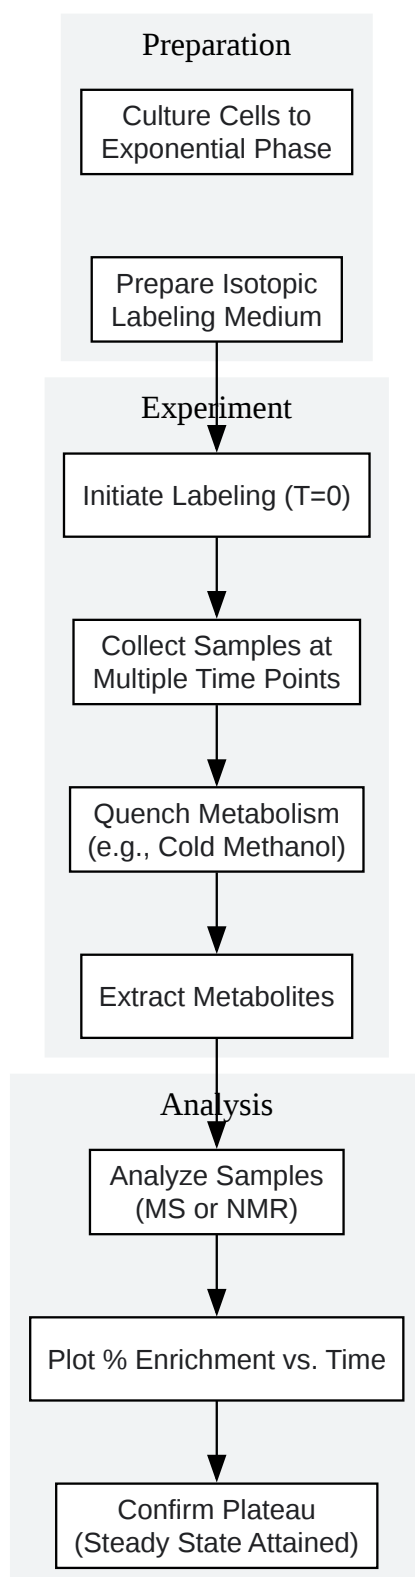 Preparation
Culture Cells to
Exponential Phase
Prepare Isotopic
Labeling Medium
Experiment
Initiate Labeling (T=0)
Collect Samples at
Multiple Time Points
Quench Metabolism
(e.g., Cold Methanol)
Extract Metabolites
Analysis
Analyze Samples
(MS or NMR)
Plot % Enrichment vs. Time
Confirm Plateau
(Steady State Attained)